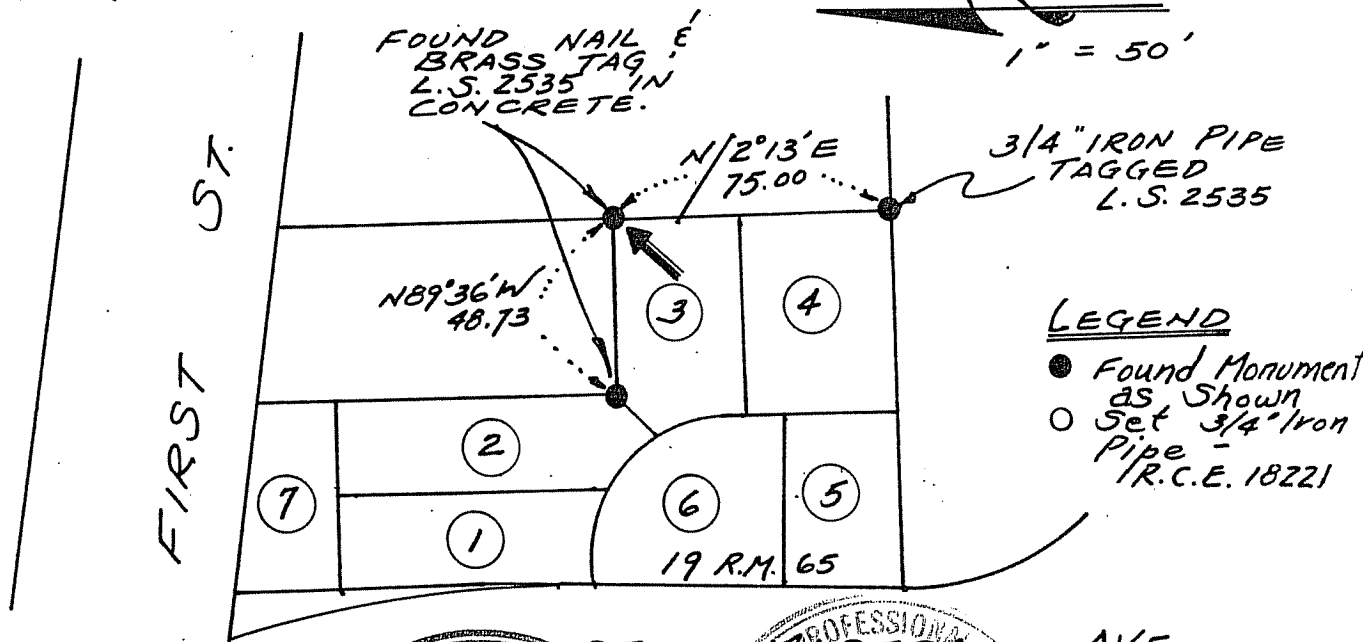 FOUND NAIL &
BRASS TAG
L.S. 2535 IN
CONCRETE.
1" = 50'
N/2°13'E
75.00
3/4" IRON PIPE
TAGGED
L.S. 2535
FIRST ST.
N89°36'W
48.73
3
4
LEGEND
Found Monument
as Shown
Set 3/4" Iron
Pipe -
R.C.E. 18221
2
7
1
6
5
19 R.M. 65
PROFESSIONAL
AVE